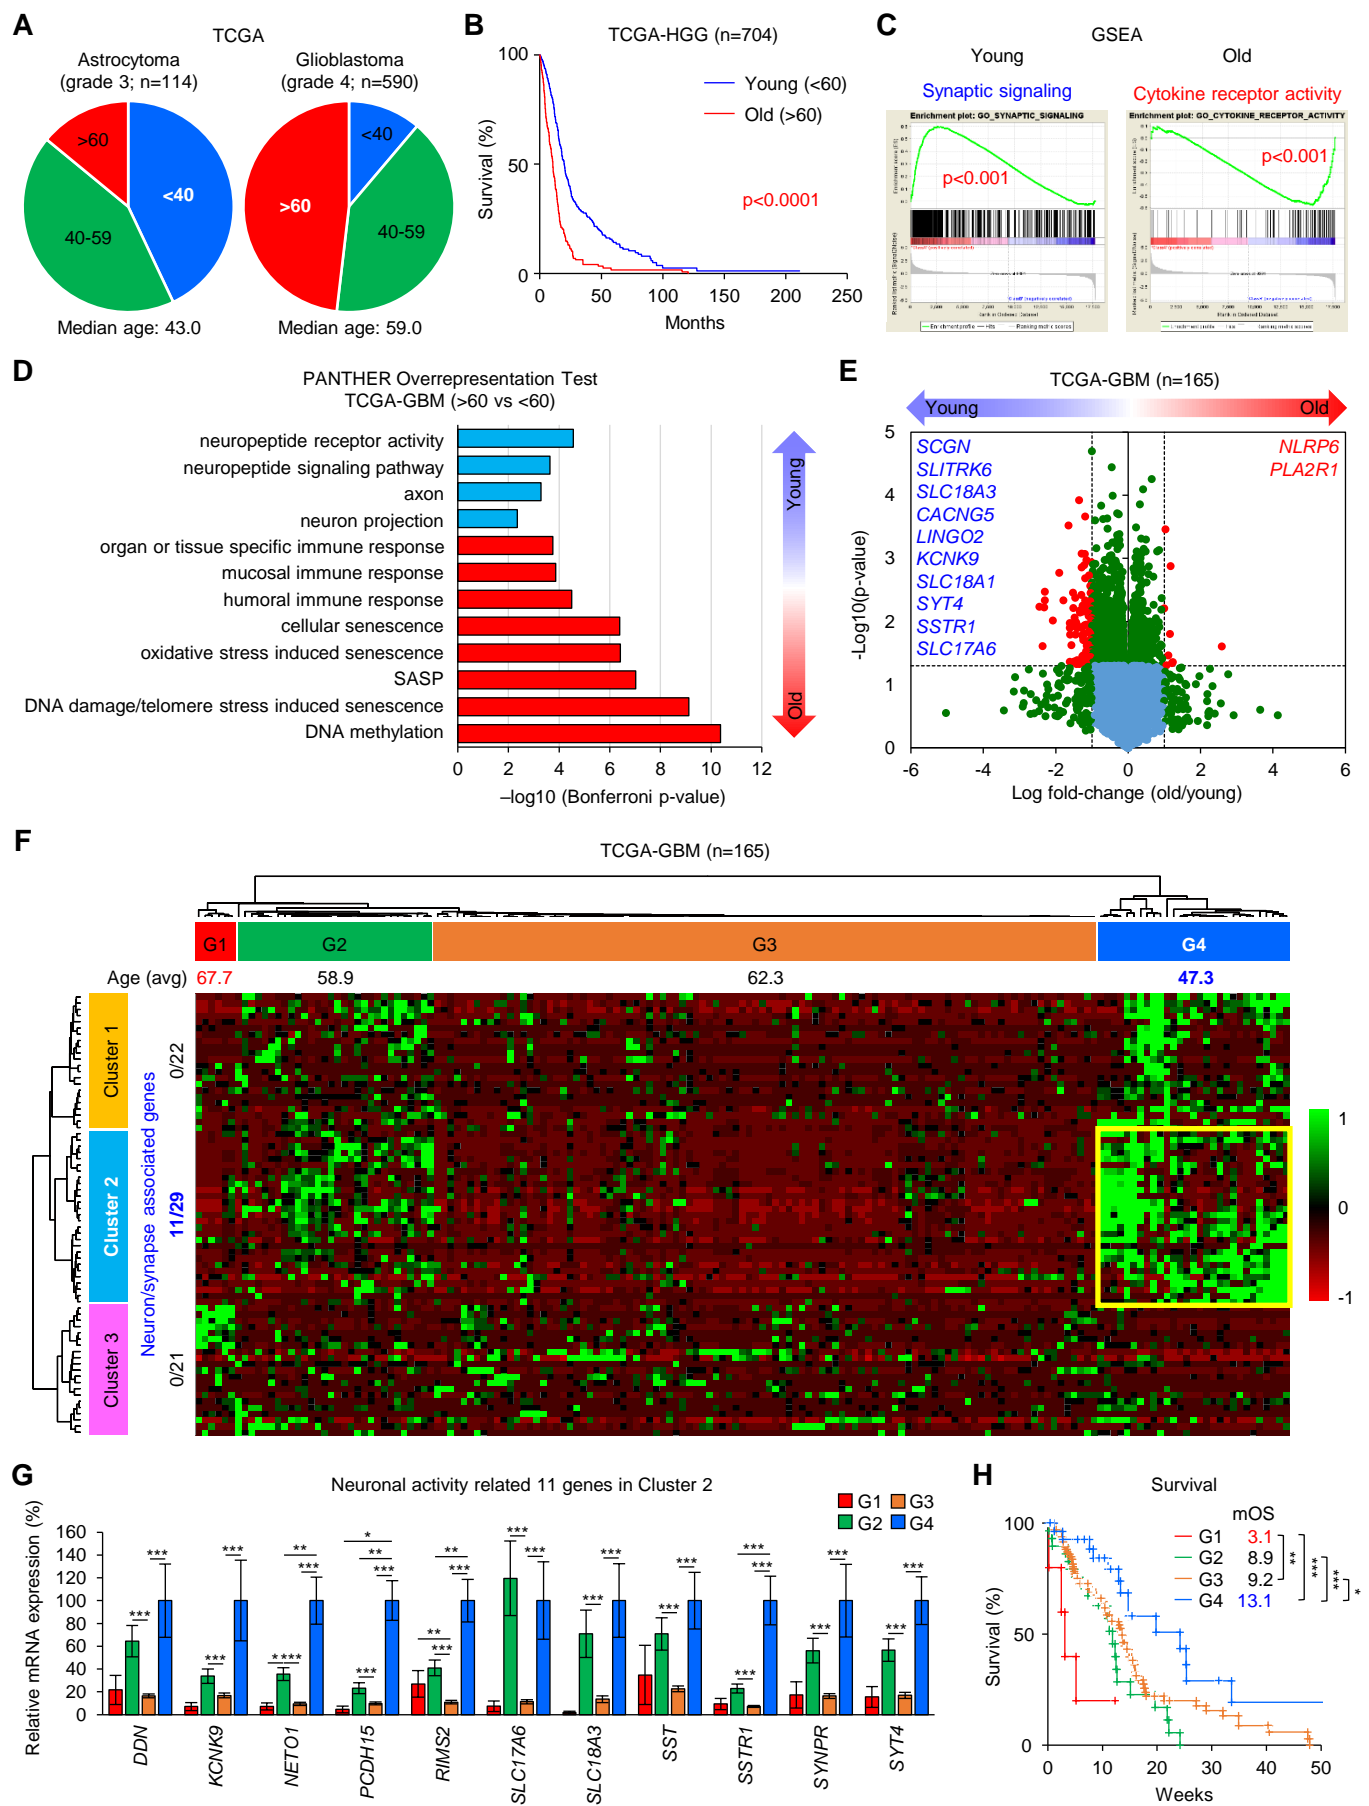 A
TCGA
Astrocytoma
(grade 3; n=114)
>60
<40
40-59
Median age: 43.0
Glioblastoma
(grade 4; n=590)
<40
>60
40-59
Median age: 59.0
B
TCGA-HGG (n=704)
Young (<60)
Old (>60)
p<0.0001
Survival (%)
100
50
0
0 50 100 150 200 250
Months
C
GSEA
Young
Old
Synaptic signaling
Cytokine receptor activity
Enrichment plot: GO_SYNAPTIC_SIGNALING
p<0.001
Enrichment plot: GO_CYTOKINE_RECEPTOR_ACTIVITY
p<0.001
Rank in Ordered Dataset
Rank in Ordered Dataset
D
PANTHER Overrepresentation Test
TCGA-GBM (>60 vs <60)
neuropeptide receptor activity
neuropeptide signaling pathway
axon
neuron projection
organ or tissue specific immune response
mucosal immune response
humoral immune response
cellular senescence
oxidative stress induced senescence
SASP
DNA damage/telomere stress induced senescence
DNA methylation
0 2 4 6 8 10 12
–log10 (Bonferroni p-value)
Young
Old
E
TCGA-GBM (n=165)
Young
Old
SCGN
SLITRK6
SLC18A3
CACNG5
LINGO2
KCNK9
SLC18A1
SYT4
SSTR1
SLC17A6
NLRP6
PLA2R1
-Log10(p-value)
5
4
3
2
1
0
-6 -4 -2 0 2 4 6
Log fold-change (old/young)
F
TCGA-GBM (n=165)
G1 G2 G3 G4
Age (avg) 67.7 58.9 62.3 47.3
Cluster 1
Cluster 2
Cluster 3
Neuron/synapse associated genes
0/22
11/29
0/21
1
0
-1
G
Neuronal activity related 11 genes in Cluster 2
G1 G3
G2 G4
Relative mRNA expression (%)
160
140
120
100
80
60
40
20
0
*** *** * *** ** *** * ** *** *** ** *** *** ** *** *** *** *** *** *** *** *** *** *** *** *** *** *** ***
DDN
KCNK9
NETO1
PCDH15
RIMS2
SLC17A6
SLC18A3
SST
SSTR1
SYNPR
SYT4
H
Survival
mOS
G1 3.1
G2 8.9
G3 9.2
G4 13.1
** *** *** *
Survival (%)
100
50
0
0 10 20 30 40 50
Weeks